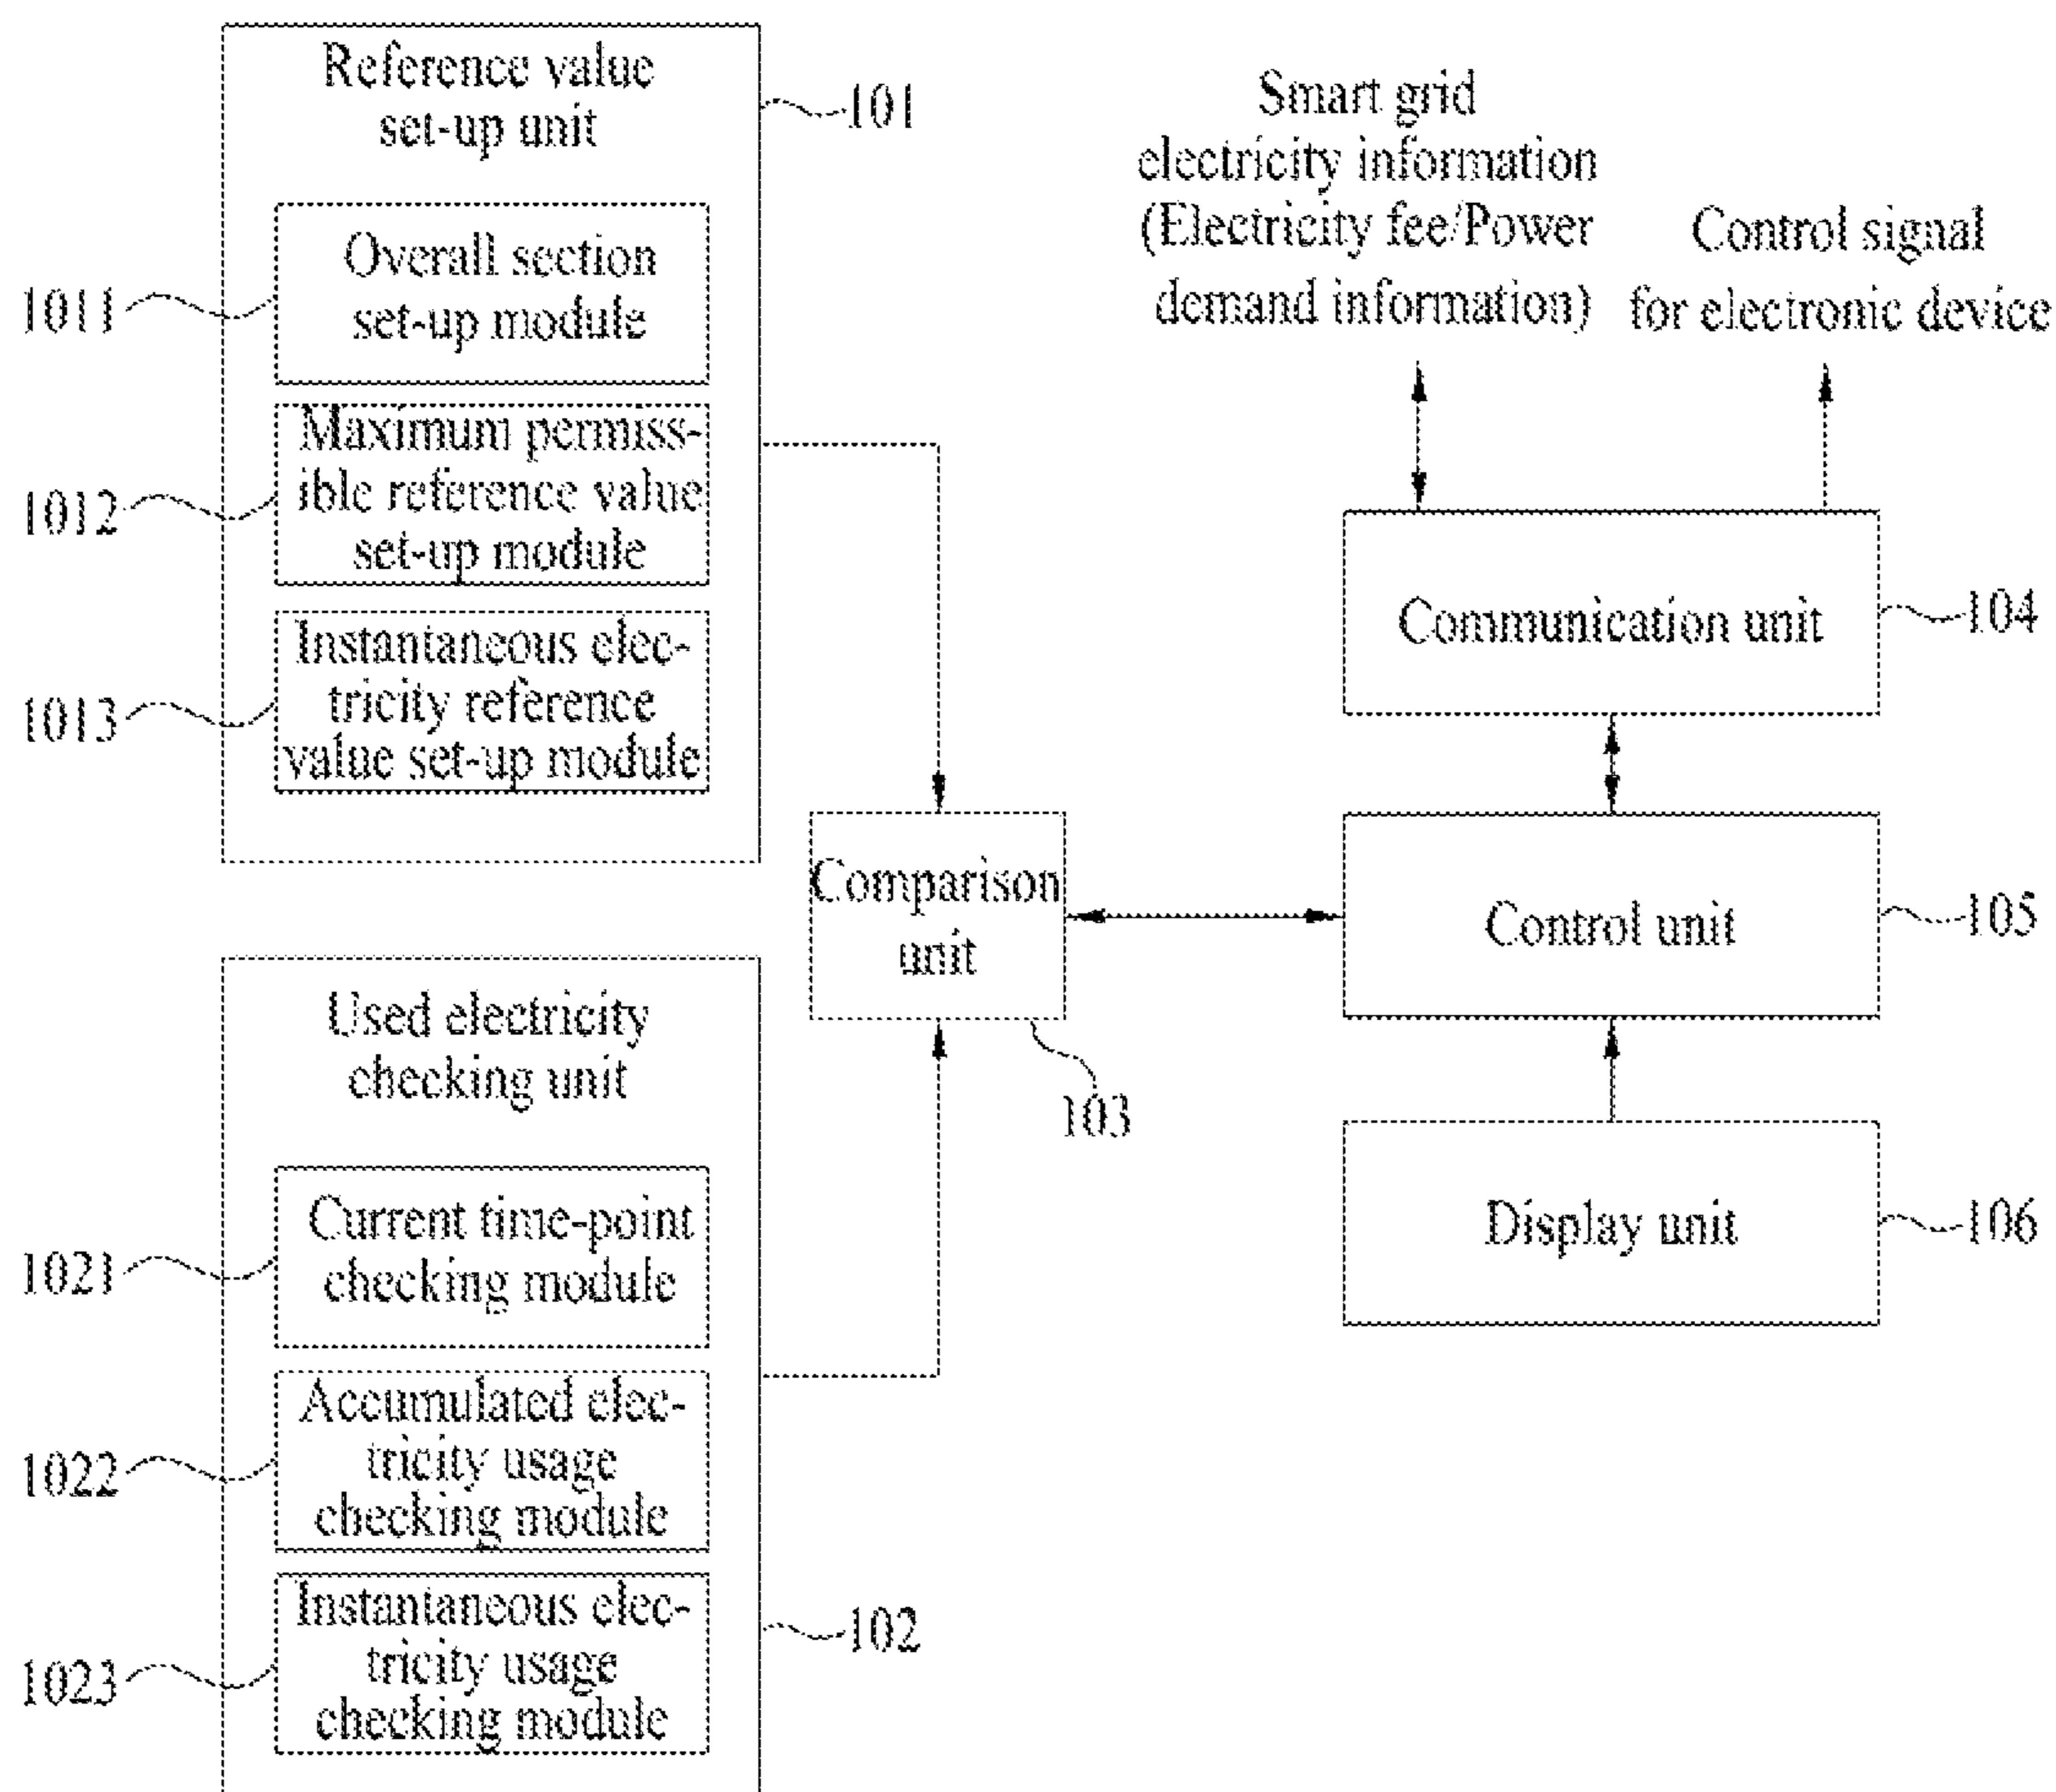 Reference value
set-up unit
101
Overall section
set-up module
1011
Maximum permiss-
ible reference value
set-up module
1012
Instantaneous elec-
tricity reference
value set-up module
1013
Smart grid
electricity information
(Electricity fee/Power
demand information)
Control signal
for electronic device
Communication unit
104
Comparison
unit
103
Control unit
105
Display unit
106
Used electricity
checking unit
102
Current time-point
checking module
1021
Accumulated elec-
tricity usage
checking module
1022
Instantaneous elec-
tricity usage
checking module
1023